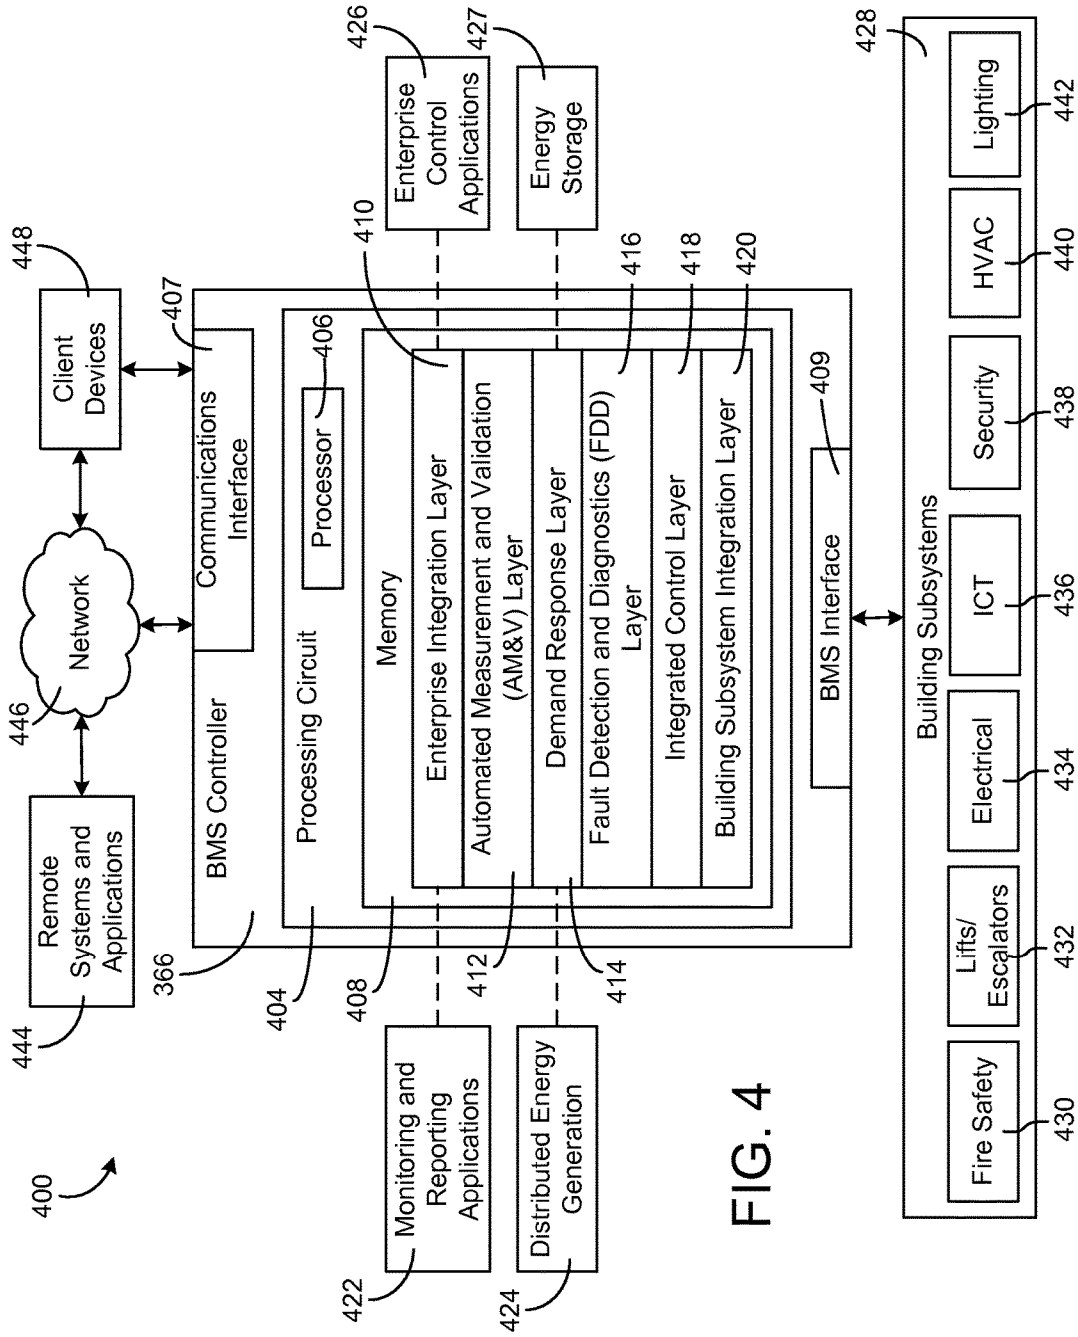 400
444
Remote
Systems and
Applications
446
Network
448
Client
Devices
366
BMS Controller
407
Communications
Interface
404
Processing Circuit
Processor
406
408
Memory
410
Enterprise Integration Layer
412
Automated Measurement and Validation
(AM&V) Layer
414
Demand Response Layer
416
Fault Detection and Diagnostics (FDD)
Layer
418
Integrated Control Layer
420
Building Subsystem Integration Layer
422
Monitoring and
Reporting
Applications
424
Distributed Energy
Generation
426
Enterprise
Control
Applications
427
Energy
Storage
409
BMS Interface
428
Building Subsystems
Fire Safety
Lifts/
Escalators
Electrical
ICT
Security
HVAC
Lighting
430
432
434
436
438
440
442
FIG. 4